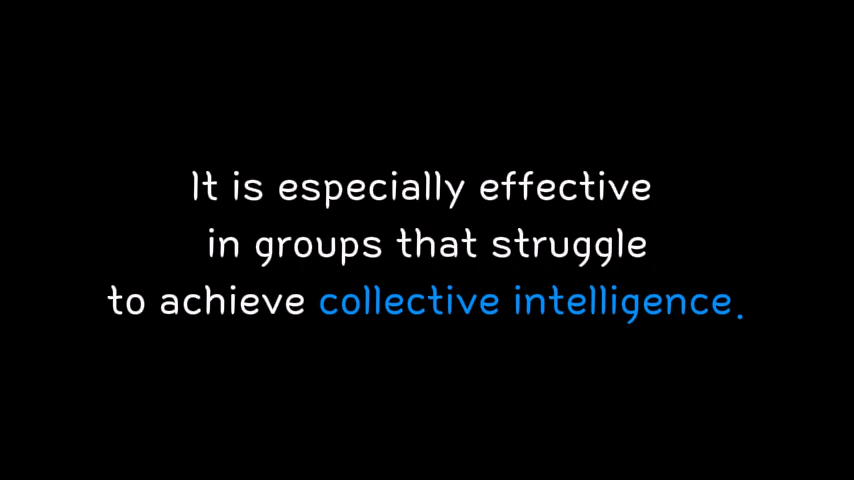 It is especially effective
in groups that struggle
to achieve collective intelligence.